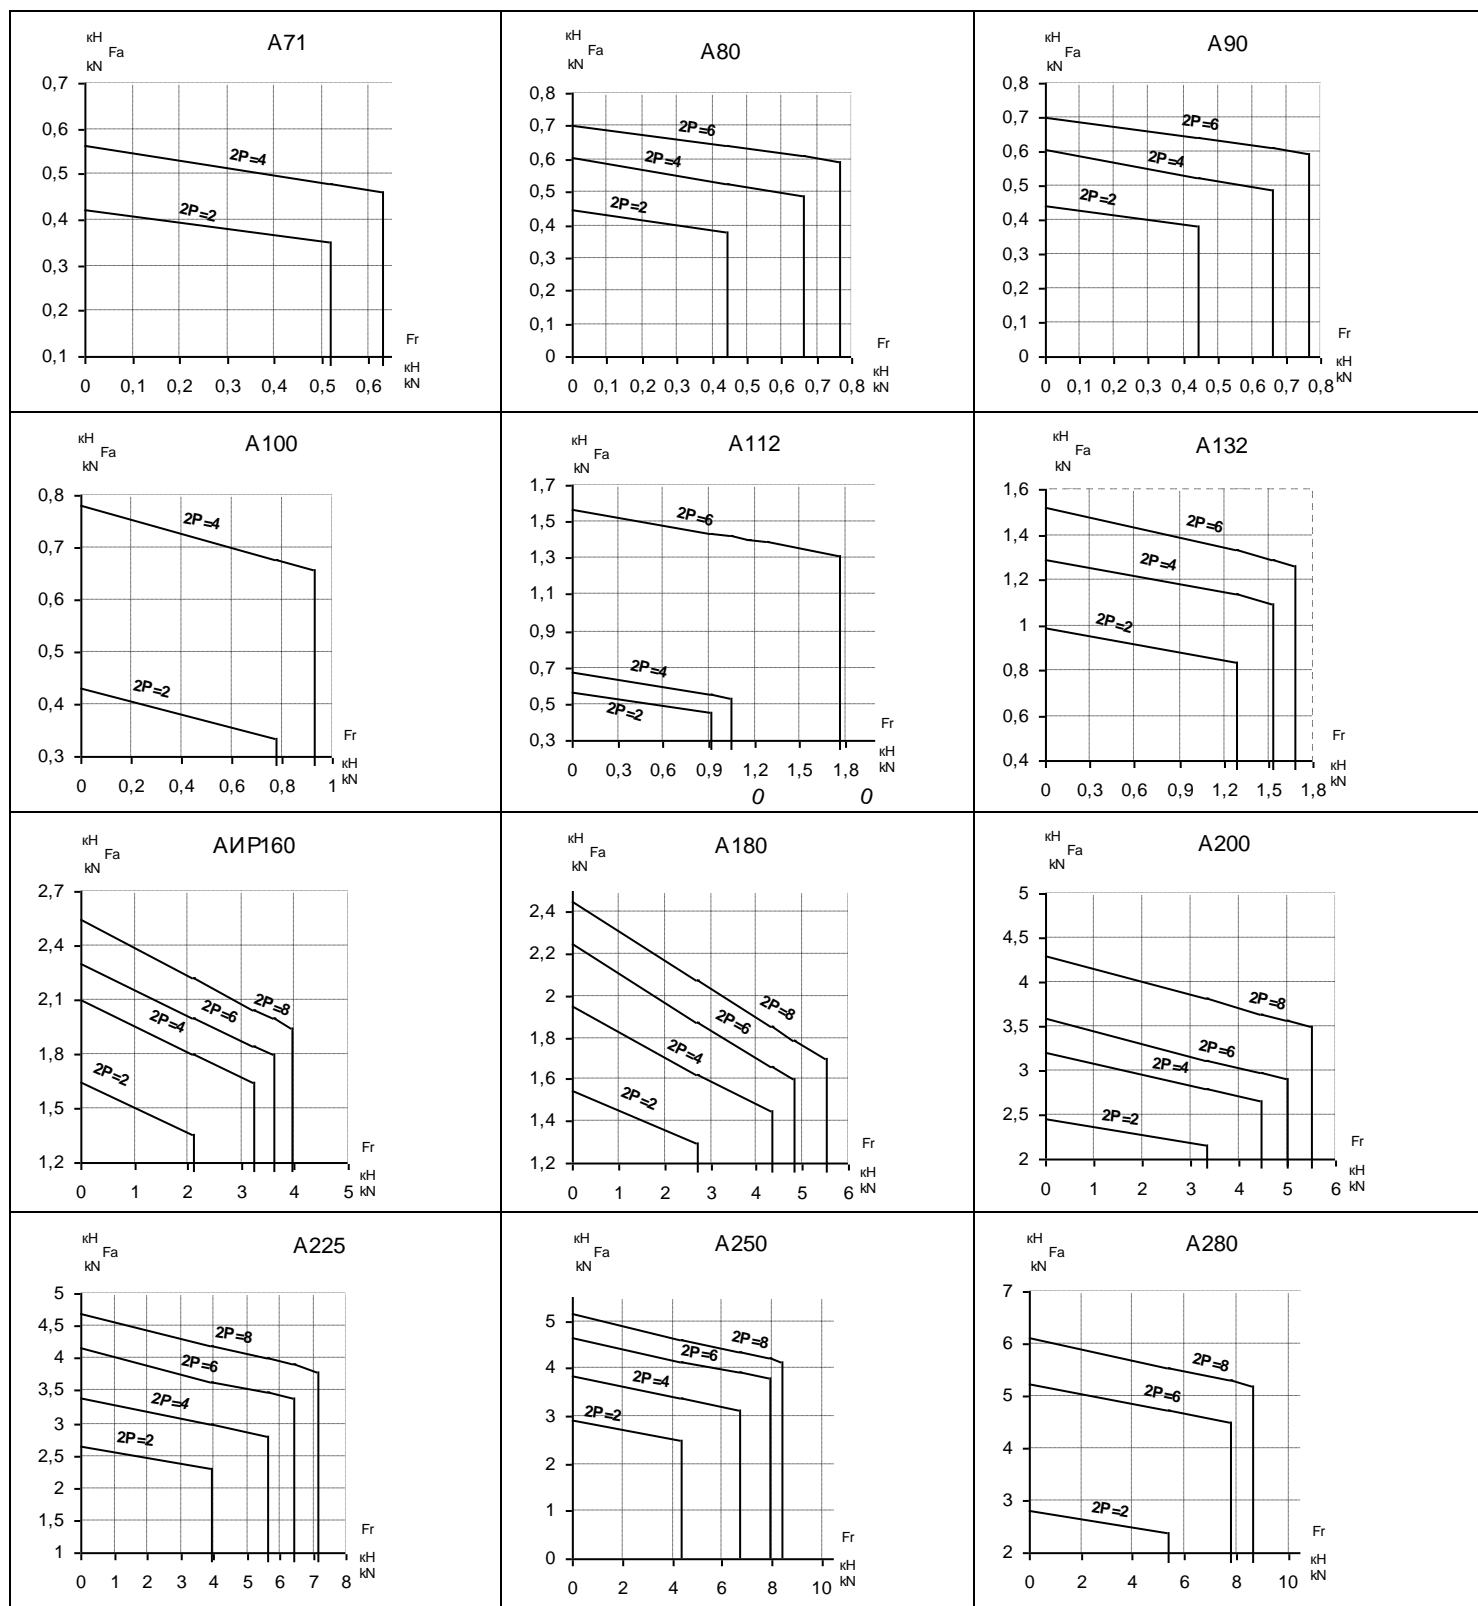 кН
Fa
kN
А71
0,7
0,6
0,5
0,4
0,3
0,2
0,1
2P=4
2P=2
Fr
кН
kN
0 0,1 0,2 0,3 0,4 0,5 0,6
кН
Fa
kN
А80
0,8
0,7
0,6
0,5
0,4
0,3
0,2
0,1
0
2P=6
2P=4
2P=2
Fr
кН
kN
0 0,1 0,2 0,3 0,4 0,5 0,6 0,7 0,8
кН
Fa
kN
А90
0,8
0,7
0,6
0,5
0,4
0,3
0,2
0,1
0
2P=6
2P=4
2P=2
Fr
кН
kN
0 0,1 0,2 0,3 0,4 0,5 0,6 0,7 0,8
кН
Fa
kN
А100
0,8
0,7
0,6
0,5
0,4
0,3
2P=4
2P=2
Fr
кН
kN
0 0,2 0,4 0,6 0,8 1
кН
Fa
kN
А112
1,7
1,5
1,3
1,1
0,9
0,7
0,5
0,3
2P=6
2P=4
2P=2
Fr
кН
kN
0 0,3 0,6 0,9 1,2 1,5 1,8
0 0
кН
Fa
kN
А132
1,6
1,4
1,2
1
0,8
0,6
0,4
2P=6
2P=4
2P=2
Fr
кН
kN
0 0,3 0,6 0,9 1,2 1,5 1,8
кН
Fa
kN
АИР160
2,7
2,4
2,1
1,8
1,5
1,2
2P=8
2P=6
2P=4
2P=2
Fr
кН
kN
0 1 2 3 4 5
кН
Fa
kN
А180
2,4
2,2
2
1,8
1,6
1,4
1,2
2P=8
2P=6
2P=4
2P=2
Fr
кН
kN
0 1 2 3 4 5 6
кН
Fa
kN
А200
5
4,5
4
3,5
3
2,5
2
2P=8
2P=6
2P=4
2P=2
Fr
кН
kN
0 1 2 3 4 5 6
кН
Fa
kN
А225
5
4,5
4
3,5
3
2,5
2
1,5
1
2P=8
2P=6
2P=4
2P=2
Fr
кН
kN
0 1 2 3 4 5 6 7 8
кН
Fa
kN
А250
5
4
3
2
1
0
2P=8
2P=6
2P=4
2P=2
Fr
кН
kN
0 2 4 6 8 10
кН
Fa
kN
А280
7
6
5
4
3
2
2P=8
2P=6
2P=2
Fr
кН
kN
0 2 4 6 8 10